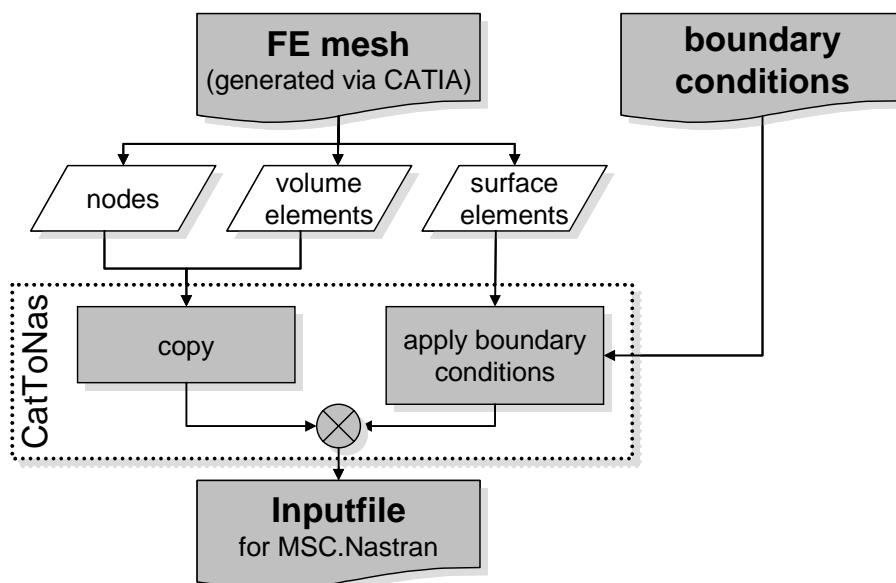 FE mesh
(generated via CATIA)
boundary
conditions
nodes
volume
elements
surface
elements
CatToNas
copy
apply boundary
conditions
Inputfile
for MSC.Nastran